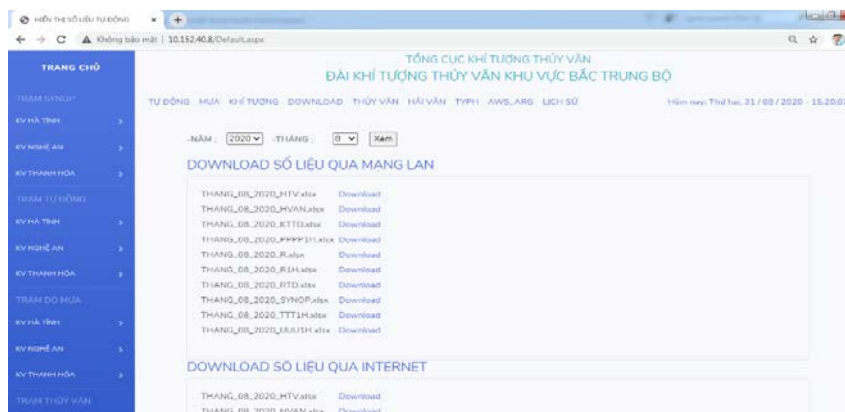 HIỂN THỊ SỐ LIỆU TỰ ĐỘNG
Không bảo mật | 10.152.40.8/Default.aspx
TỔNG CỤC KHÍ TƯỢNG THỦY VĂN
ĐÀI KHÍ TƯỢNG THỦY VĂN KHU VỰC BẮC TRUNG BỘ
TRANG CHỦ
TỰ ĐỘNG MƯA KHÍ TƯỢNG DOWNLOAD THỦY VĂN HẢI VĂN TYPH AWS_ARG LỊCH SỬ
Hôm nay: Thứ hai, 31 / 08 / 2020 - 15:20:02
TRẠM SYNOP
KV HÀ TĨNH
KV NGHỆ AN
KV THANH HÓA
TRẠM TỰ ĐỘNG
KV HÀ TĨNH
KV NGHỆ AN
KV THANH HÓA
TRẠM ĐO MƯA
KV HÀ TĨNH
KV NGHỆ AN
KV THANH HÓA
TRẠM THỦY VĂN
-NĂM : 2020 -THÁNG : 8 Xem
DOWNLOAD SỐ LIỆU QUA MẠNG LAN
THANG_08_2020_HTV.xlsx Download
THANG_08_2020_HVAN.xlsx Download
THANG_08_2020_KTTD.xlsx Download
THANG_08_2020_PPPP1H.xlsx Download
THANG_08_2020_R.xlsx Download
THANG_08_2020_R1H.xlsx Download
THANG_08_2020_RTD.xlsx Download
THANG_08_2020_SYNOP.xlsx Download
THANG_08_2020_TTT1H.xlsx Download
THANG_08_2020_UUU1H.xlsx Download
DOWNLOAD SỐ LIỆU QUA INTERNET
THANG_08_2020_HTV.xlsx Download
THANG_08_2020_HVAN.xlsx Download